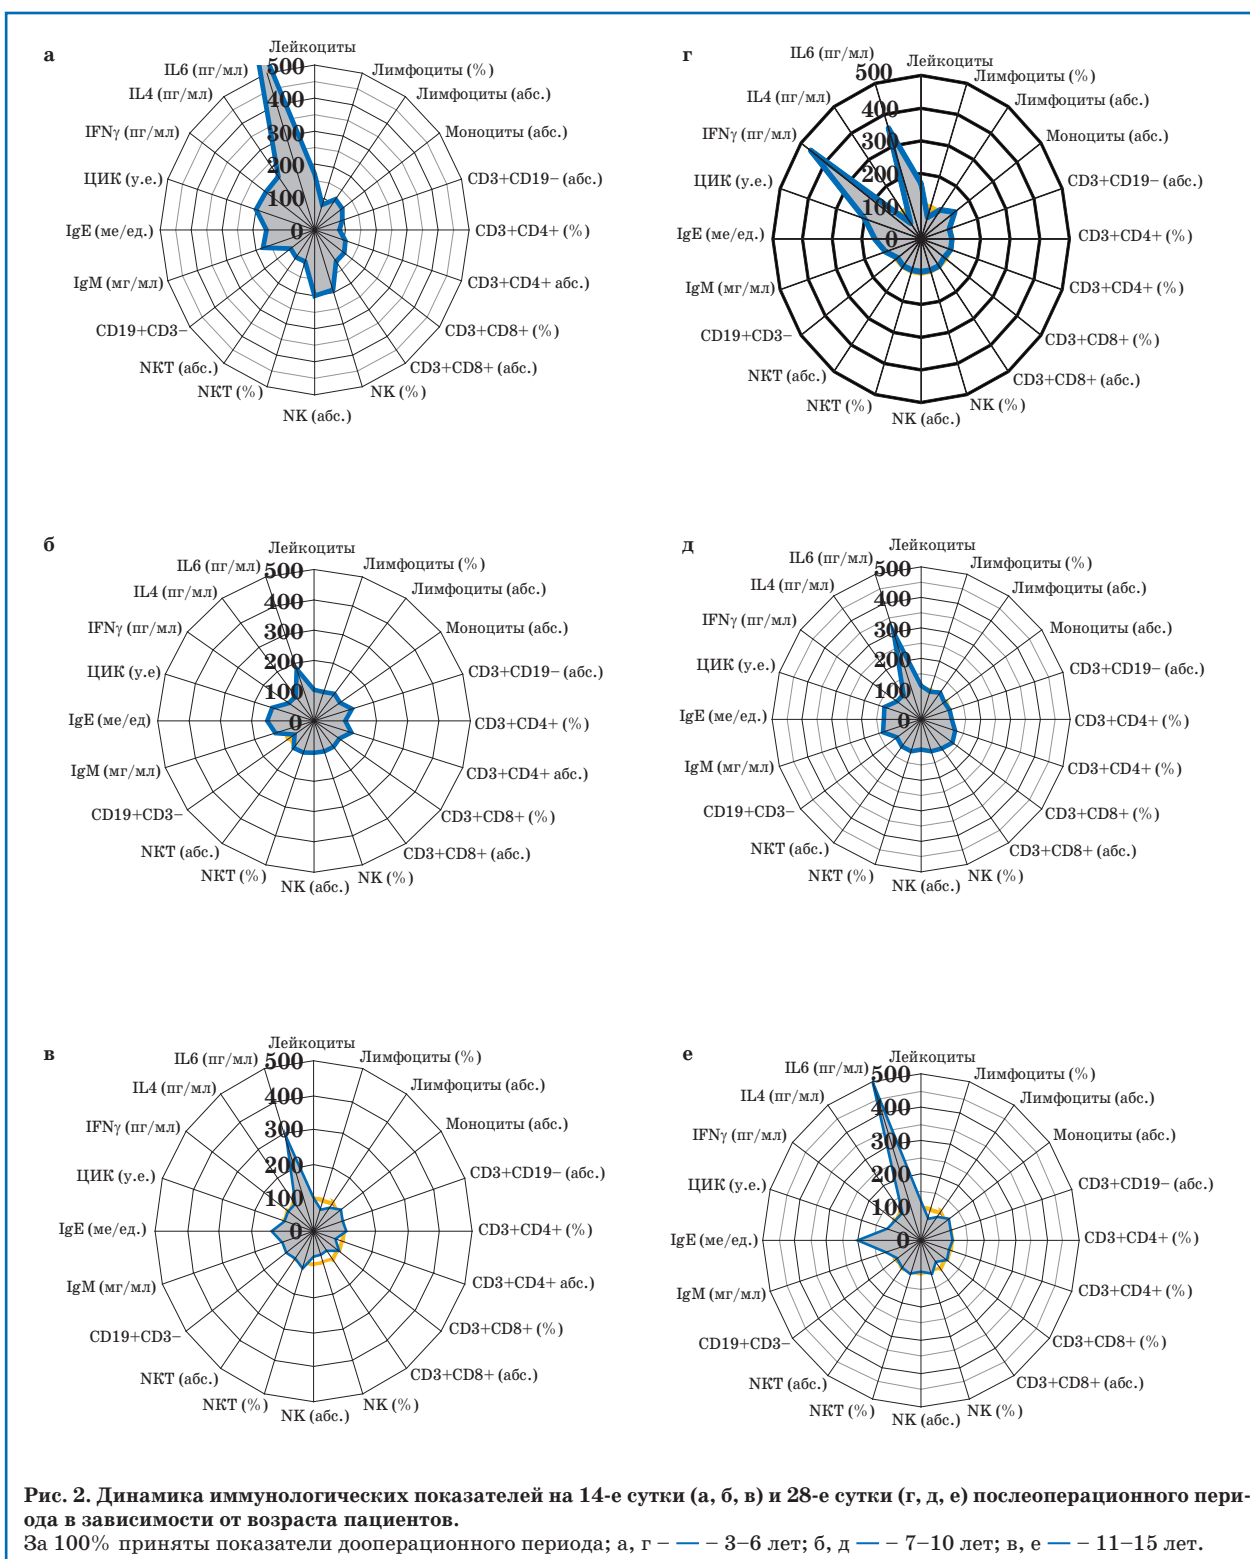 а
Лейкоциты
Лимфоциты (%)
Лимфоциты (абс.)
Моноциты (абс.)
CD3+CD19− (абс.)
CD3+CD4+ (%)
CD3+CD4+ абс.)
CD3+CD8+ (%)
CD3+CD8+ (абс.)
NK (%)
NK (абс.)
NКТ (%)
NКТ (абс.)
CD19+CD3−
IgM (мг/мл)
IgE (ме/ед.)
ЦИК (у.е.)
IFNγ (пг/мл)
IL4 (пг/мл)
IL6 (пг/мл)
500
400
300
200
100
0
г
Лейкоциты
Лимфоциты (%)
Лимфоциты (абс.)
Моноциты (абс.)
CD3+CD19− (абс.)
CD3+CD4+ (%)
CD3+CD4+ (%)
CD3+CD8+ (%)
CD3+CD8+ (абс.)
NK (%)
NK (абс.)
NКТ (%)
NКТ (абс.)
CD19+CD3−
IgM (мг/мл)
IgE (ме/ед.)
ЦИК (у.е.)
IFNγ (пг/мл)
IL4 (пг/мл)
IL6 (пг/мл)
500
400
300
200
100
0
б
Лейкоциты
Лимфоциты (%)
Лимфоциты (абс.)
Моноциты (абс.)
CD3+CD19− (абс.)
CD3+CD4+ (%)
CD3+CD4+ абс.)
CD3+CD8+ (%)
CD3+CD8+ (абс.)
NK (%)
NK (абс.)
NКТ (%)
NКТ (абс.)
CD19+CD3−
IgM (мг/мл)
IgE (ме/ед)
ЦИК (у.е)
IFNγ (пг/мл)
IL4 (пг/мл)
IL6 (пг/мл)
500
400
300
200
100
0
д
Лейкоциты
Лимфоциты (%)
Лимфоциты (абс.)
Моноциты (абс.)
CD3+CD19− (абс.)
CD3+CD4+ (%)
CD3+CD4+ (%)
CD3+CD8+ (%)
CD3+CD8+ (абс.)
NK (%)
NK (абс.)
NКТ (%)
NКТ (абс.)
CD19+CD3−
IgM (мг/мл)
IgE (ме/ед.)
ЦИК (у.е.)
IFNγ (пг/мл)
IL4 (пг/мл)
IL6 (пг/мл)
500
400
300
200
100
0
в
Лейкоциты
Лимфоциты (%)
Лимфоциты (абс.)
Моноциты (абс.)
CD3+CD19− (абс.)
CD3+CD4+ (%)
CD3+CD4+ абс.)
CD3+CD8+ (%)
CD3+CD8+ (абс.)
NK (%)
NK (абс.)
NКТ (%)
NКТ (абс.)
CD19+CD3−
IgM (мг/мл)
IgE (ме/ед.)
ЦИК (у.е.)
IFNγ (пг/мл)
IL4 (пг/мл)
IL6 (пг/мл)
500
400
300
200
100
0
е
Лейкоциты
Лимфоциты (%)
Лимфоциты (абс.)
Моноциты (абс.)
CD3+CD19− (абс.)
CD3+CD4+ (%)
CD3+CD4+ (%)
CD3+CD8+ (%)
CD3+CD8+ (абс.)
NK (%)
NK (абс.)
NКТ (%)
NКТ (абс.)
CD19+CD3−
IgM (мг/мл)
IgE (ме/ед.)
ЦИК (у.е.)
IFNγ (пг/мл)
IL4 (пг/мл)
IL6 (пг/мл)
500
400
300
200
100
0
Рис. 2. Динамика иммунологических показателей на 14-е сутки (а, б, в) и 28-е сутки (г, д, е) послеоперационного пери-
ода в зависимости от возраста пациентов.
За 100% приняты показатели дооперационного периода; а, г – — – 3–6 лет; б, д — – 7–10 лет; в, е — – 11–15 лет.